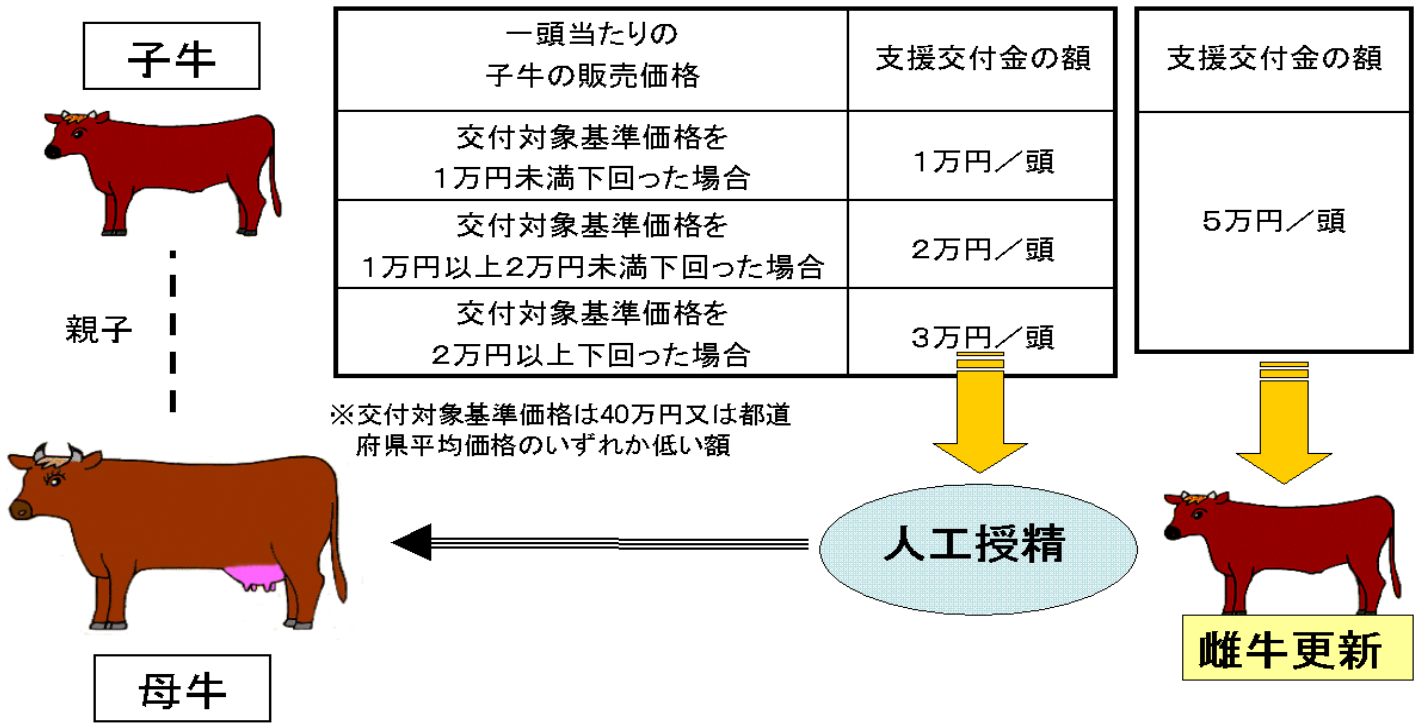 子牛
一頭当たりの
子牛の販売価格
支援交付金の額
交付対象基準価格を
1万円未満下回った場合
1万円/頭
交付対象基準価格を
1万円以上2万円未満下回った場合
2万円/頭
交付対象基準価格を
2万円以上下回った場合
3万円/頭
支援交付金の額
5万円/頭
親子
※交付対象基準価格は40万円又は都道
府県平均価格のいずれか低い額
人工授精
雌牛更新
母牛